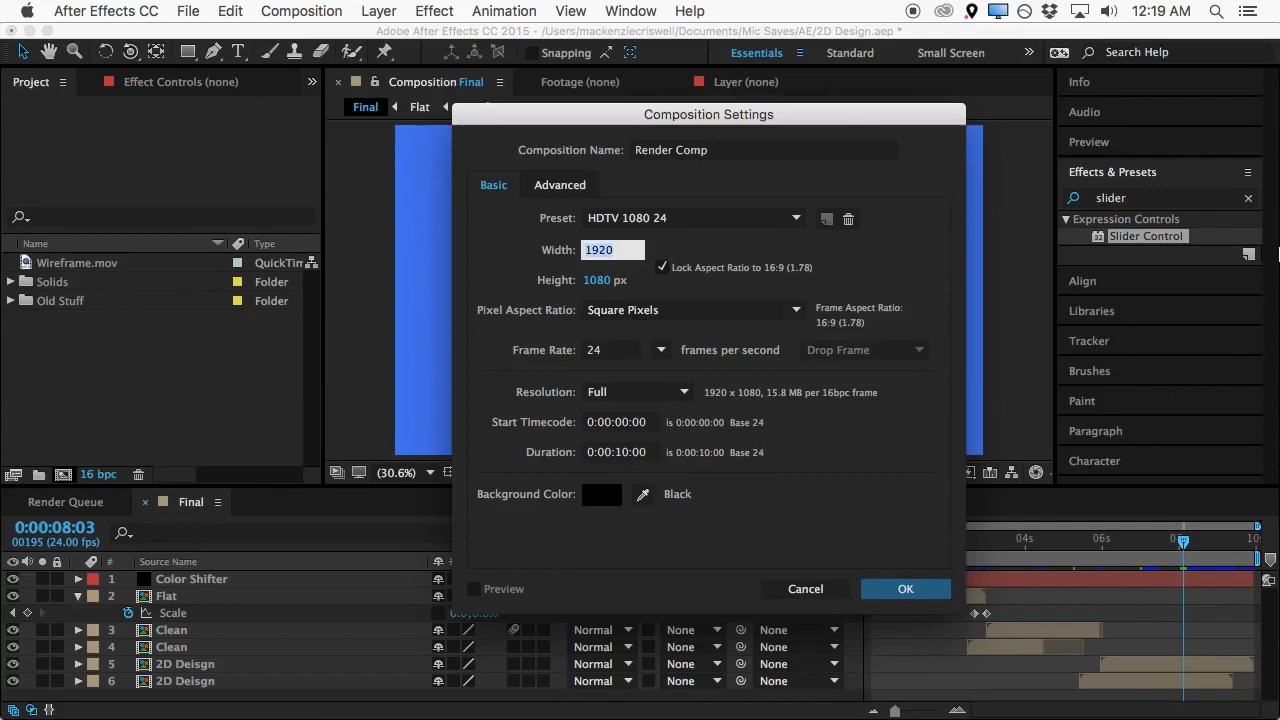 After Effects CC File Edit Composition Layer Effect Animation View Window Help 12:19 AM
Adobe After Effects CC 2015 - /Users/mackenziecriswell/Documents/Mic Saves/AE/2D Design.aep *
Snapping Essentials Standard Small Screen » Search Help
Project Effect Controls (none) » Composition Final Footage (none) Layer (none) Info
Final Flat
Audio
Composition Settings
Preview
Composition Name: Render Comp
Effects & Presets
Basic Advanced
slider
Preset: HDTV 1080 24
Expression Controls
32 Slider Control
Name Type
Width: 1920
Wireframe.mov QuickTim
Lock Aspect Ratio to 16:9 (1.78)
Solids Folder
Height: 1080 px
Align
Old Stuff Folder
Pixel Aspect Ratio: Square Pixels
Frame Aspect Ratio:
16:9 (1.78)
Libraries
Tracker
Frame Rate: 24 frames per second Drop Frame
Brushes
Resolution: Full 1920 x 1080, 15.8 MB per 16bpc frame
Paint
Start Timecode: 0:00:00:00 is 0:00:00:00 Base 24
Paragraph
Duration: 0:00:10:00 is 0:00:10:00 Base 24
Character
16 bpc (30.6%)
Background Color: Black
Render Queue Final
0:00:08:03
00195 (24.00 fps)
04s 06s 10s
# Source Name
1 Color Shifter
Preview Cancel OK
2 Flat
Scale
3 Clean Normal None None
4 Clean Normal None None
5 2D Deisgn Normal None None
6 2D Deisgn Normal None None